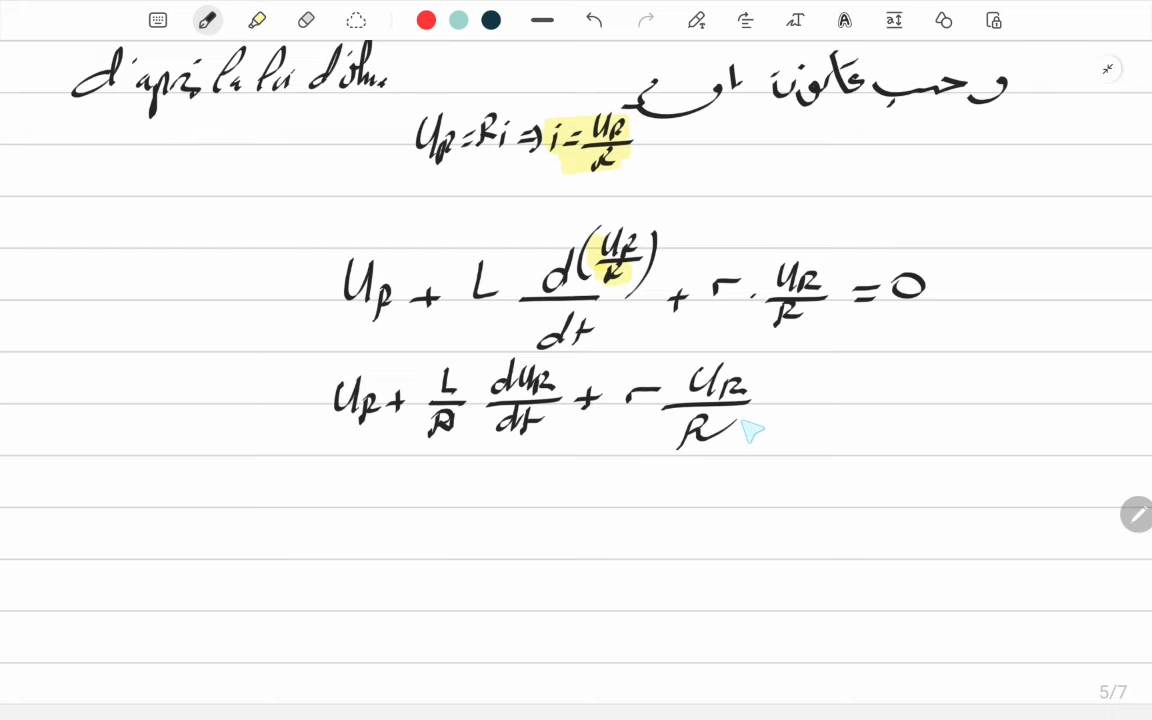 d'après la loi d'ohm وحسب قانون اوم
U_R = Ri ⇒ i = U_R/R
U_R + L d(U_R/R)/dt + r . U_R/R = 0
U_R + L/R dU_R/dt + r U_R/R
5/7